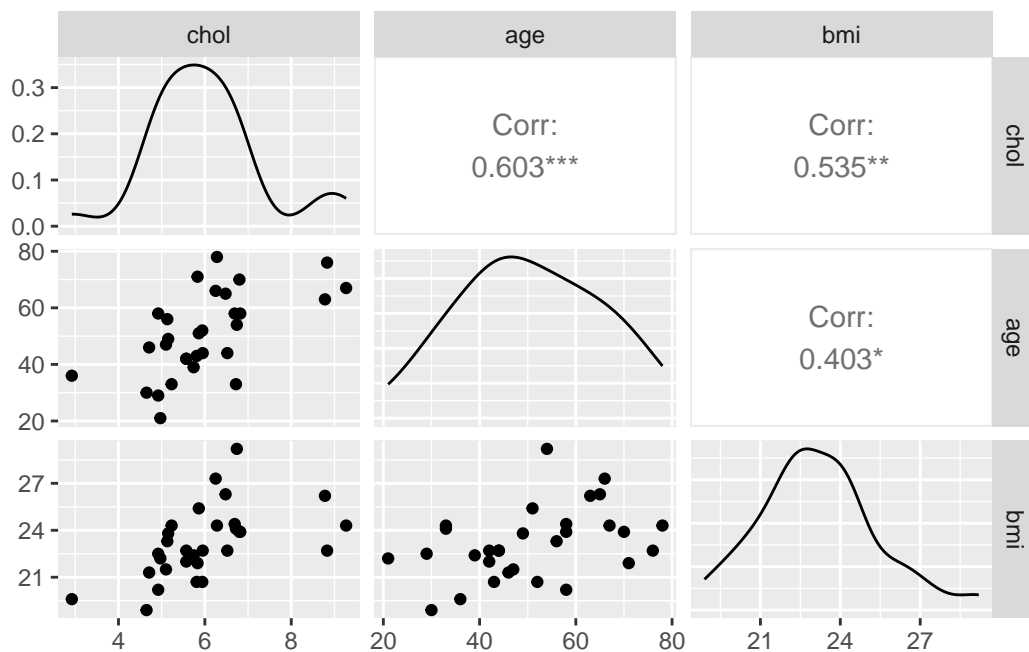 chol age bmi
0.3
0.2
0.1
0.0
Corr:
0.603***
Corr:
0.535**
chol
80
60
40
20
Corr:
0.403*
age
27
24
21
bmi
4 6 8 20 40 60 80 21 24 27